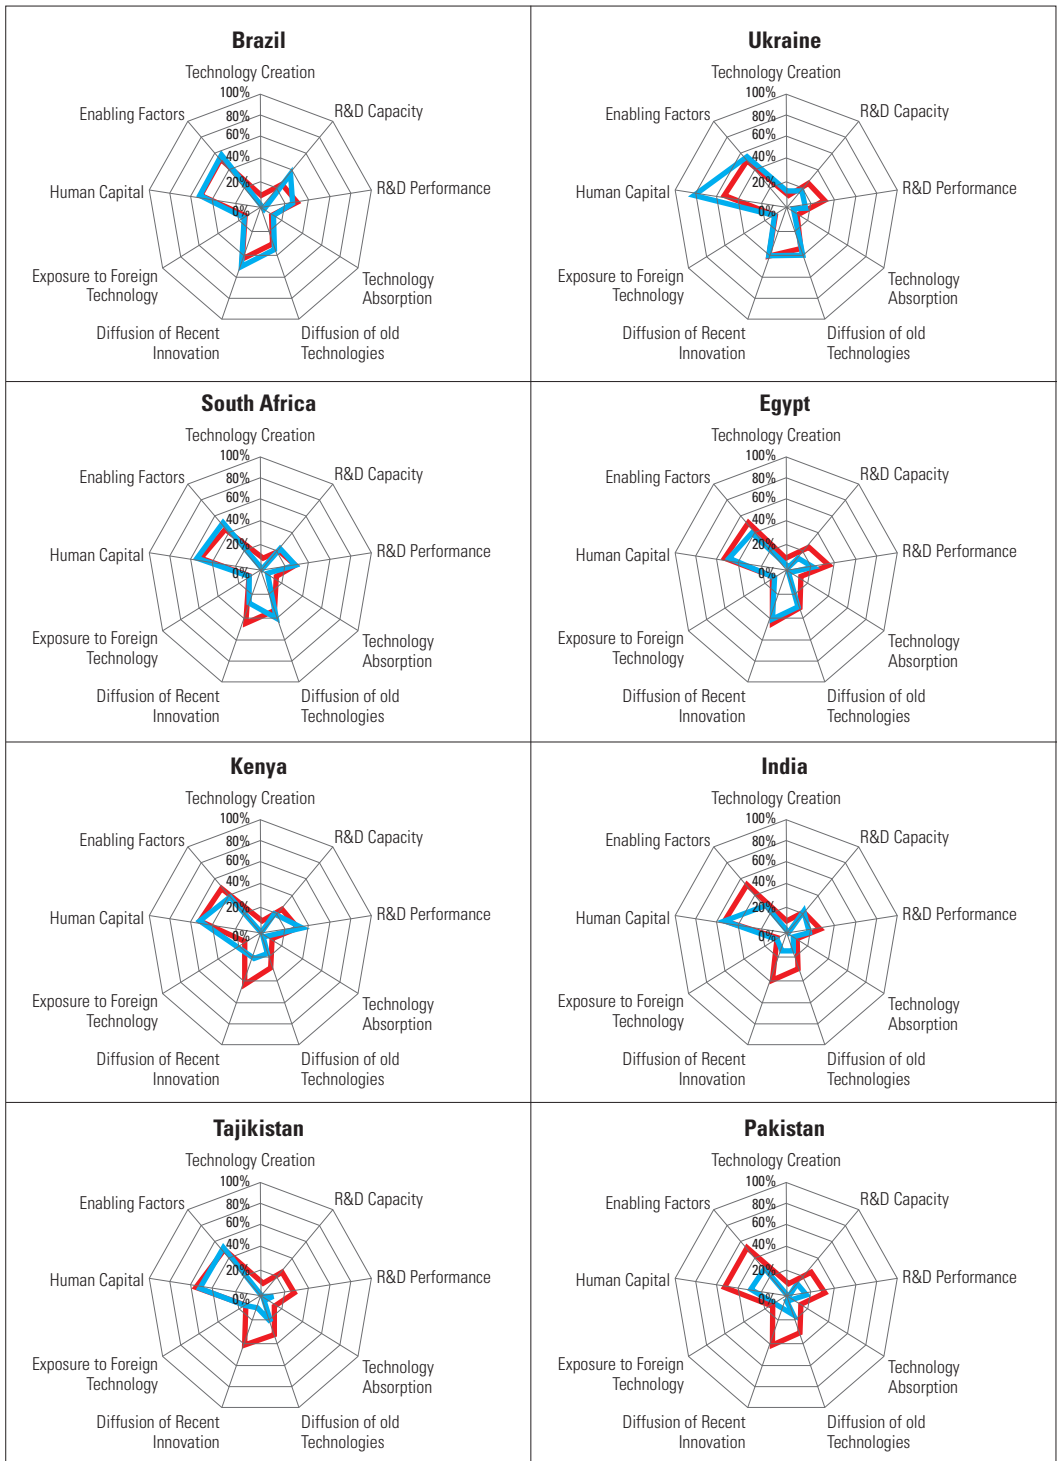 Brazil
Technology Creation
100%
80%
60%
40%
20%
0%
R&D Capacity
R&D Performance
Technology
Absorption
Diffusion of old
Technologies
Diffusion of Recent
Innovation
Exposure to Foreign
Technology
Human Capital
Enabling Factors
Ukraine
Technology Creation
100%
80%
60%
40%
20%
0%
R&D Capacity
R&D Performance
Technology
Absorption
Diffusion of old
Technologies
Diffusion of Recent
Innovation
Exposure to Foreign
Technology
Human Capital
Enabling Factors
South Africa
Technology Creation
100%
80%
60%
40%
20%
0%
R&D Capacity
R&D Performance
Technology
Absorption
Diffusion of old
Technologies
Diffusion of Recent
Innovation
Exposure to Foreign
Technology
Human Capital
Enabling Factors
Egypt
Technology Creation
100%
80%
60%
40%
20%
0%
R&D Capacity
R&D Performance
Technology
Absorption
Diffusion of old
Technologies
Diffusion of Recent
Innovation
Exposure to Foreign
Technology
Human Capital
Enabling Factors
Kenya
Technology Creation
100%
80%
60%
40%
20%
0%
R&D Capacity
R&D Performance
Technology
Absorption
Diffusion of old
Technologies
Diffusion of Recent
Innovation
Exposure to Foreign
Technology
Human Capital
Enabling Factors
India
Technology Creation
100%
80%
60%
40%
20%
0%
R&D Capacity
R&D Performance
Technology
Absorption
Diffusion of old
Technologies
Diffusion of Recent
Innovation
Exposure to Foreign
Technology
Human Capital
Enabling Factors
Tajikistan
Technology Creation
100%
80%
60%
40%
20%
0%
R&D Capacity
R&D Performance
Technology
Absorption
Diffusion of old
Technologies
Diffusion of Recent
Innovation
Exposure to Foreign
Technology
Human Capital
Enabling Factors
Pakistan
Technology Creation
100%
80%
60%
40%
20%
0%
R&D Capacity
R&D Performance
Technology
Absorption
Diffusion of old
Technologies
Diffusion of Recent
Innovation
Exposure to Foreign
Technology
Human Capital
Enabling Factors